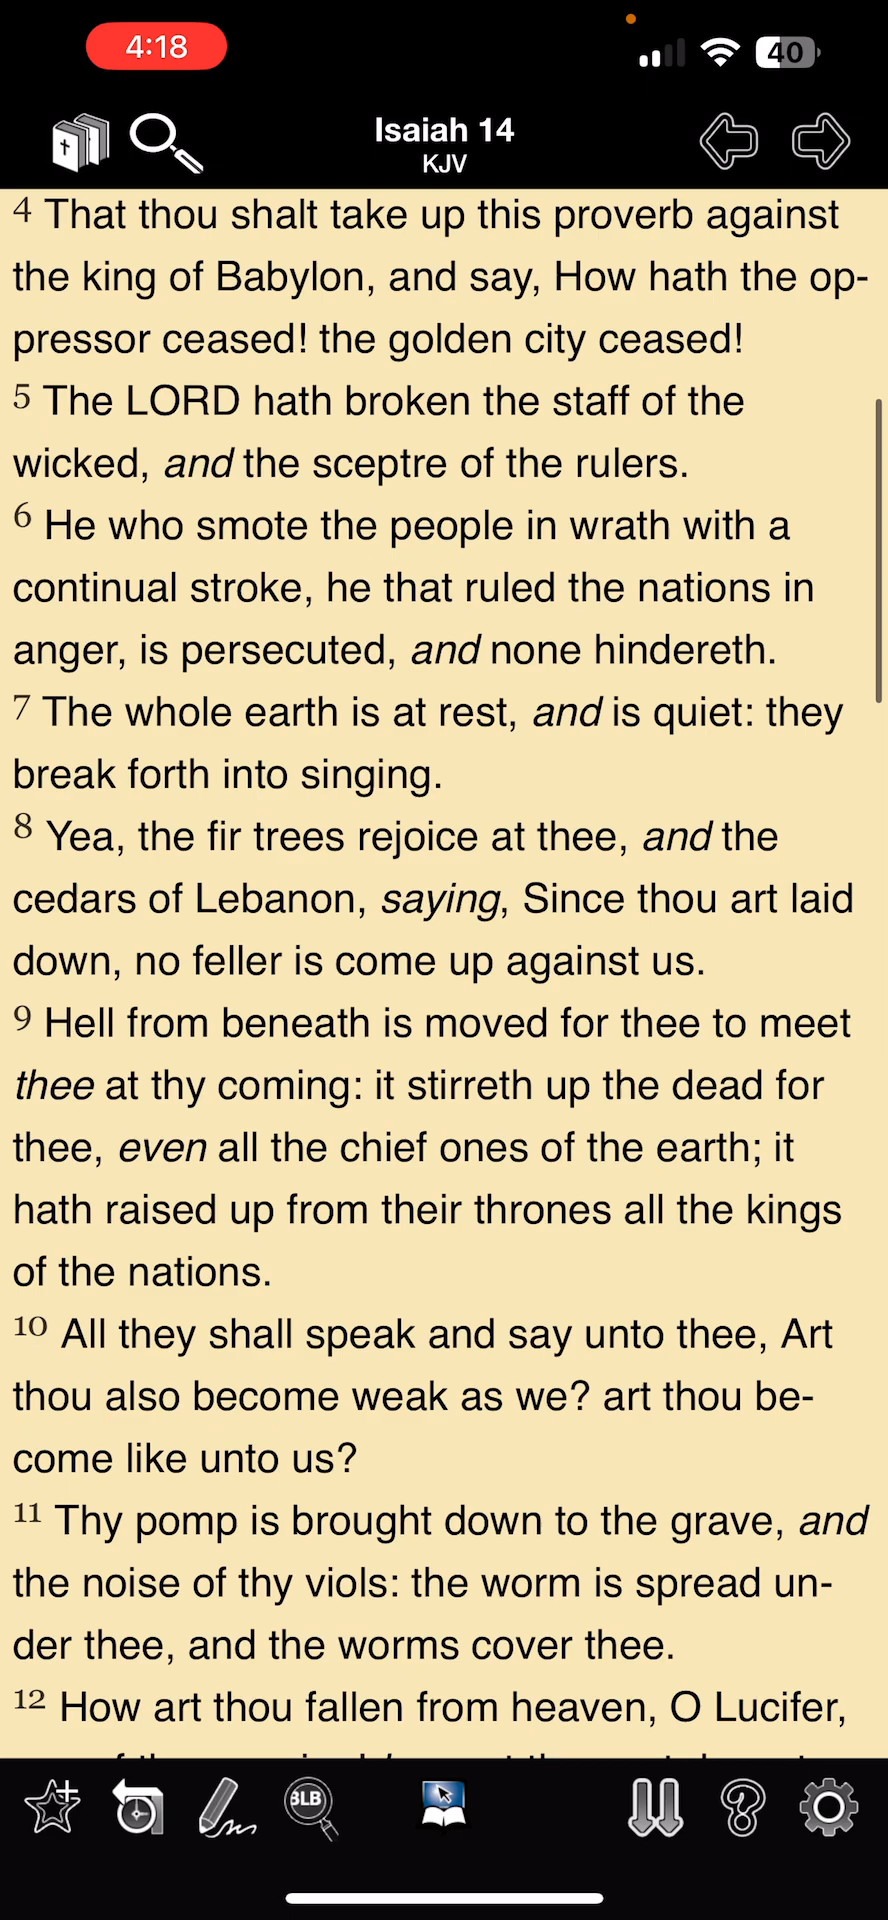 4:18
40
Isaiah 14
KJV
4 That thou shalt take up this proverb against
the king of Babylon, and say, How hath the op-
pressor ceased! the golden city ceased!
5 The LORD hath broken the staff of the
wicked, and the sceptre of the rulers.
6 He who smote the people in wrath with a
continual stroke, he that ruled the nations in
anger, is persecuted, and none hindereth.
7 The whole earth is at rest, and is quiet: they
break forth into singing.
8 Yea, the fir trees rejoice at thee, and the
cedars of Lebanon, saying, Since thou art laid
down, no feller is come up against us.
9 Hell from beneath is moved for thee to meet
thee at thy coming: it stirreth up the dead for
thee, even all the chief ones of the earth; it
hath raised up from their thrones all the kings
of the nations.
10 All they shall speak and say unto thee, Art
thou also become weak as we? art thou be-
come like unto us?
11 Thy pomp is brought down to the grave, and
the noise of thy viols: the worm is spread un-
der thee, and the worms cover thee.
12 How art thou fallen from heaven, O Lucifer,
BLB